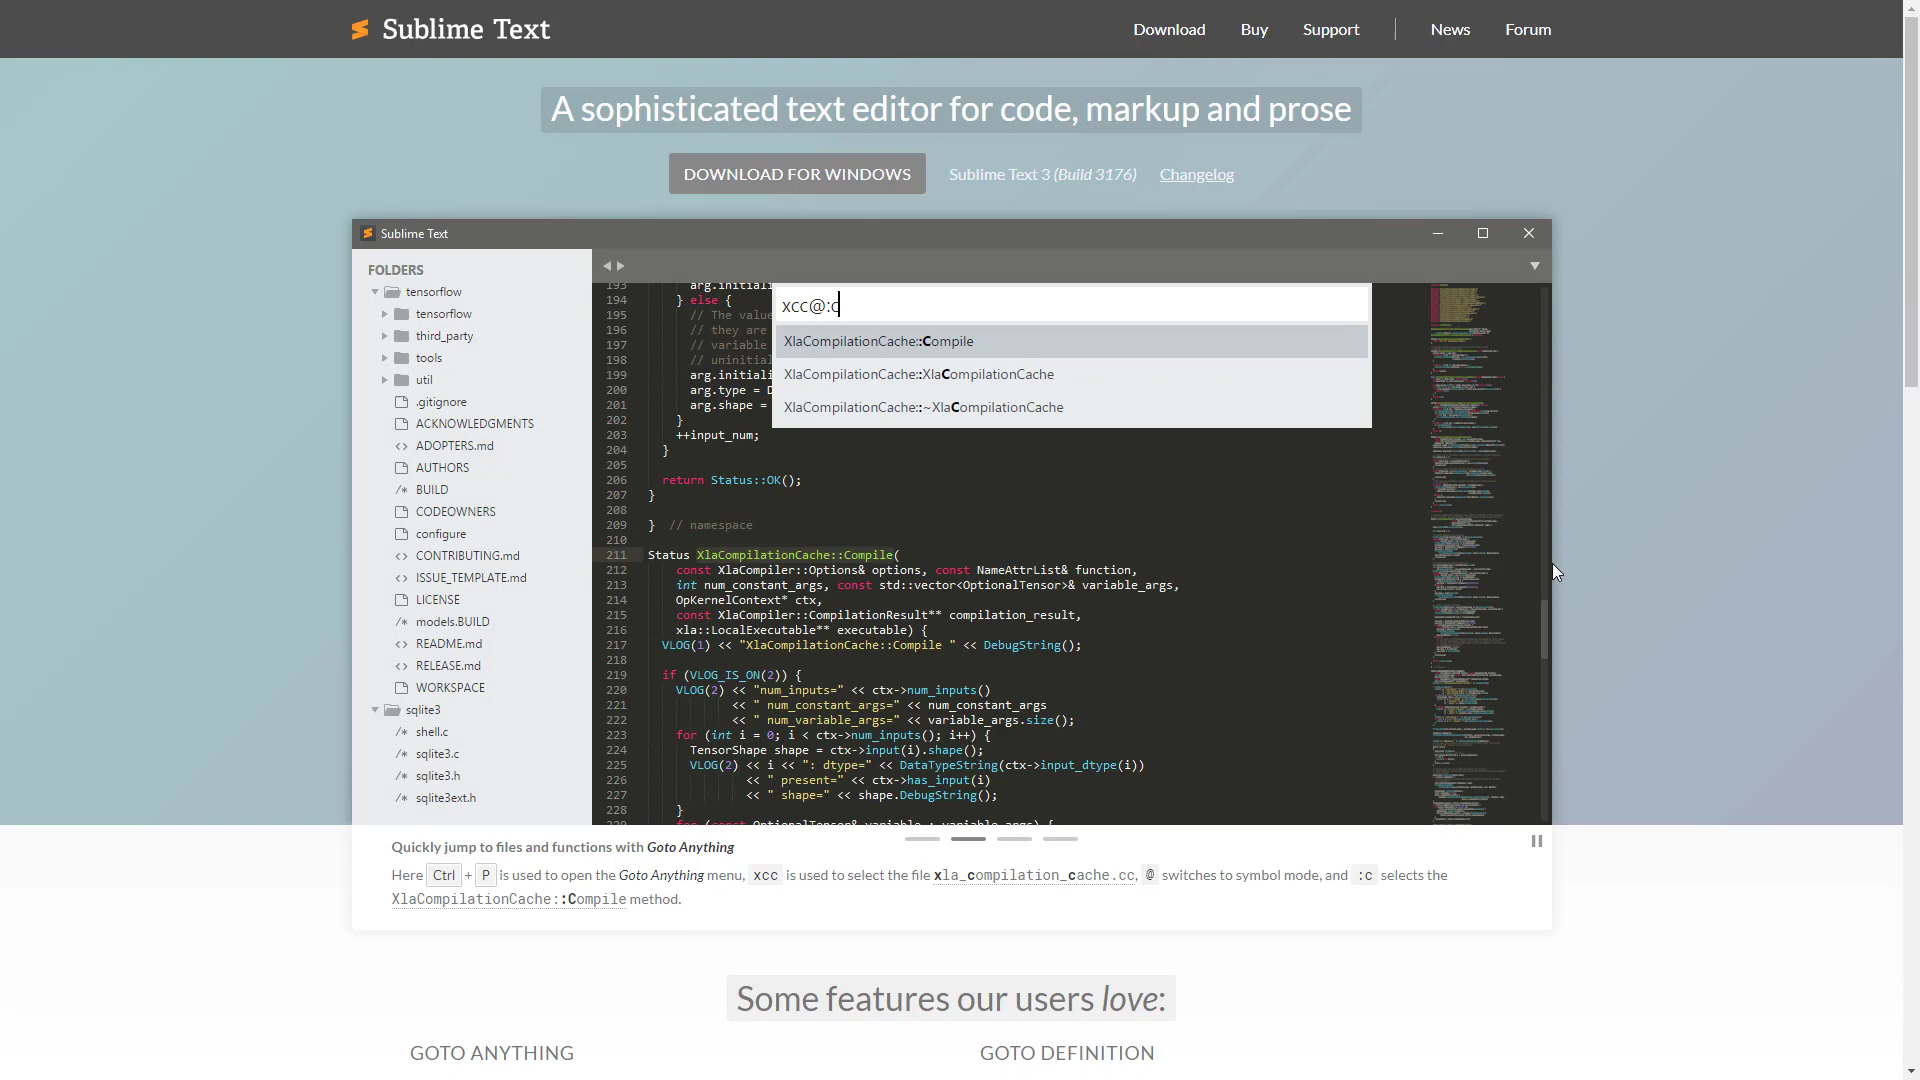 Sublime Text
Download
Buy
Support
News
Forum
A sophisticated text editor for code, markup and prose
DOWNLOAD FOR WINDOWS
Sublime Text 3 (Build 3176)
Changelog
Sublime Text
FOLDERS
tensorflow
tensorflow
third_party
tools
util
.gitignore
ACKNOWLEDGMENTS
<> ADOPTERS.md
AUTHORS
/* BUILD
CODEOWNERS
configure
<> CONTRIBUTING.md
<> ISSUE_TEMPLATE.md
LICENSE
/* models.BUILD
<> README.md
<> RELEASE.md
WORKSPACE
sqlite3
/* shell.c
/* sqlite3.c
/* sqlite3.h
/* sqlite3ext.h
xcc@:c
XlaCompilationCache::Compile
XlaCompilationCache::XlaCompilationCache
XlaCompilationCache::~XlaCompilationCache
193 arg.initiali
194 } else {
195 // The value
196 // they are
197 // variable
198 // uninitial
199 arg.initiali
200 arg.type = D
201 arg.shape =
202 }
203 ++input_num;
204 }
205
206 return Status::OK();
207 }
208
209 } // namespace
210
211 Status XlaCompilationCache::Compile(
212 const XlaCompiler::Options& options, const NameAttrList& function,
213 int num_constant_args, const std::vector<OptionalTensor>& variable_args,
214 OpKernelContext* ctx,
215 const XlaCompiler::CompilationResult** compilation_result,
216 xla::LocalExecutable** executable) {
217 VLOG(1) << "XlaCompilationCache::Compile " << DebugString();
218
219 if (VLOG_IS_ON(2)) {
220 VLOG(2) << "num_inputs=" << ctx->num_inputs()
221 << " num_constant_args=" << num_constant_args
222 << " num_variable_args=" << variable_args.size();
223 for (int i = 0; i < ctx->num_inputs(); i++) {
224 TensorShape shape = ctx->input(i).shape();
225 VLOG(2) << i << ": dtype=" << DataTypeString(ctx->input_dtype(i))
226 << " present=" << ctx->has_input(i)
227 << " shape=" << shape.DebugString();
228 }
229 for (const OptionalTensor& variable : variable_args) {
Quickly jump to files and functions with Goto Anything
Here Ctrl + P is used to open the Goto Anything menu, xcc is used to select the file xla_compilation_cache.cc, @ switches to symbol mode, and :c selects the
XlaCompilationCache::Compile method.
Some features our users love:
GOTO ANYTHING
GOTO DEFINITION